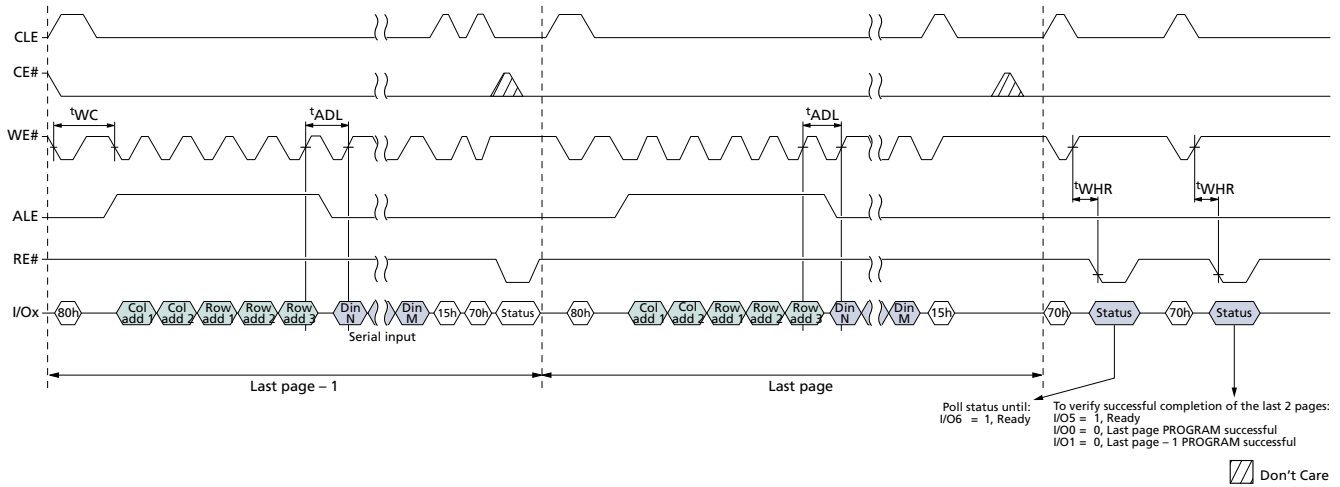 CLE
CE#
tWC
tADL
tADL
WE#
tWHR
tWHR
ALE
RE#
I/Ox
80h
Col add 1
Col add 2
Row add 1
Row add 2
Row add 3
Din N
Din M
15h
70h
Status
80h
Col add 1
Col add 2
Row add 1
Row add 2
Row add 3
Din N
Din M
15h
70h
Status
70h
Status
Serial input
Last page – 1
Last page
Poll status until:
I/O6 = 1, Ready
To verify successful completion of the last 2 pages:
I/O5 = 1, Ready
I/O0 = 0, Last page PROGRAM successful
I/O1 = 0, Last page – 1 PROGRAM successful
Don't Care